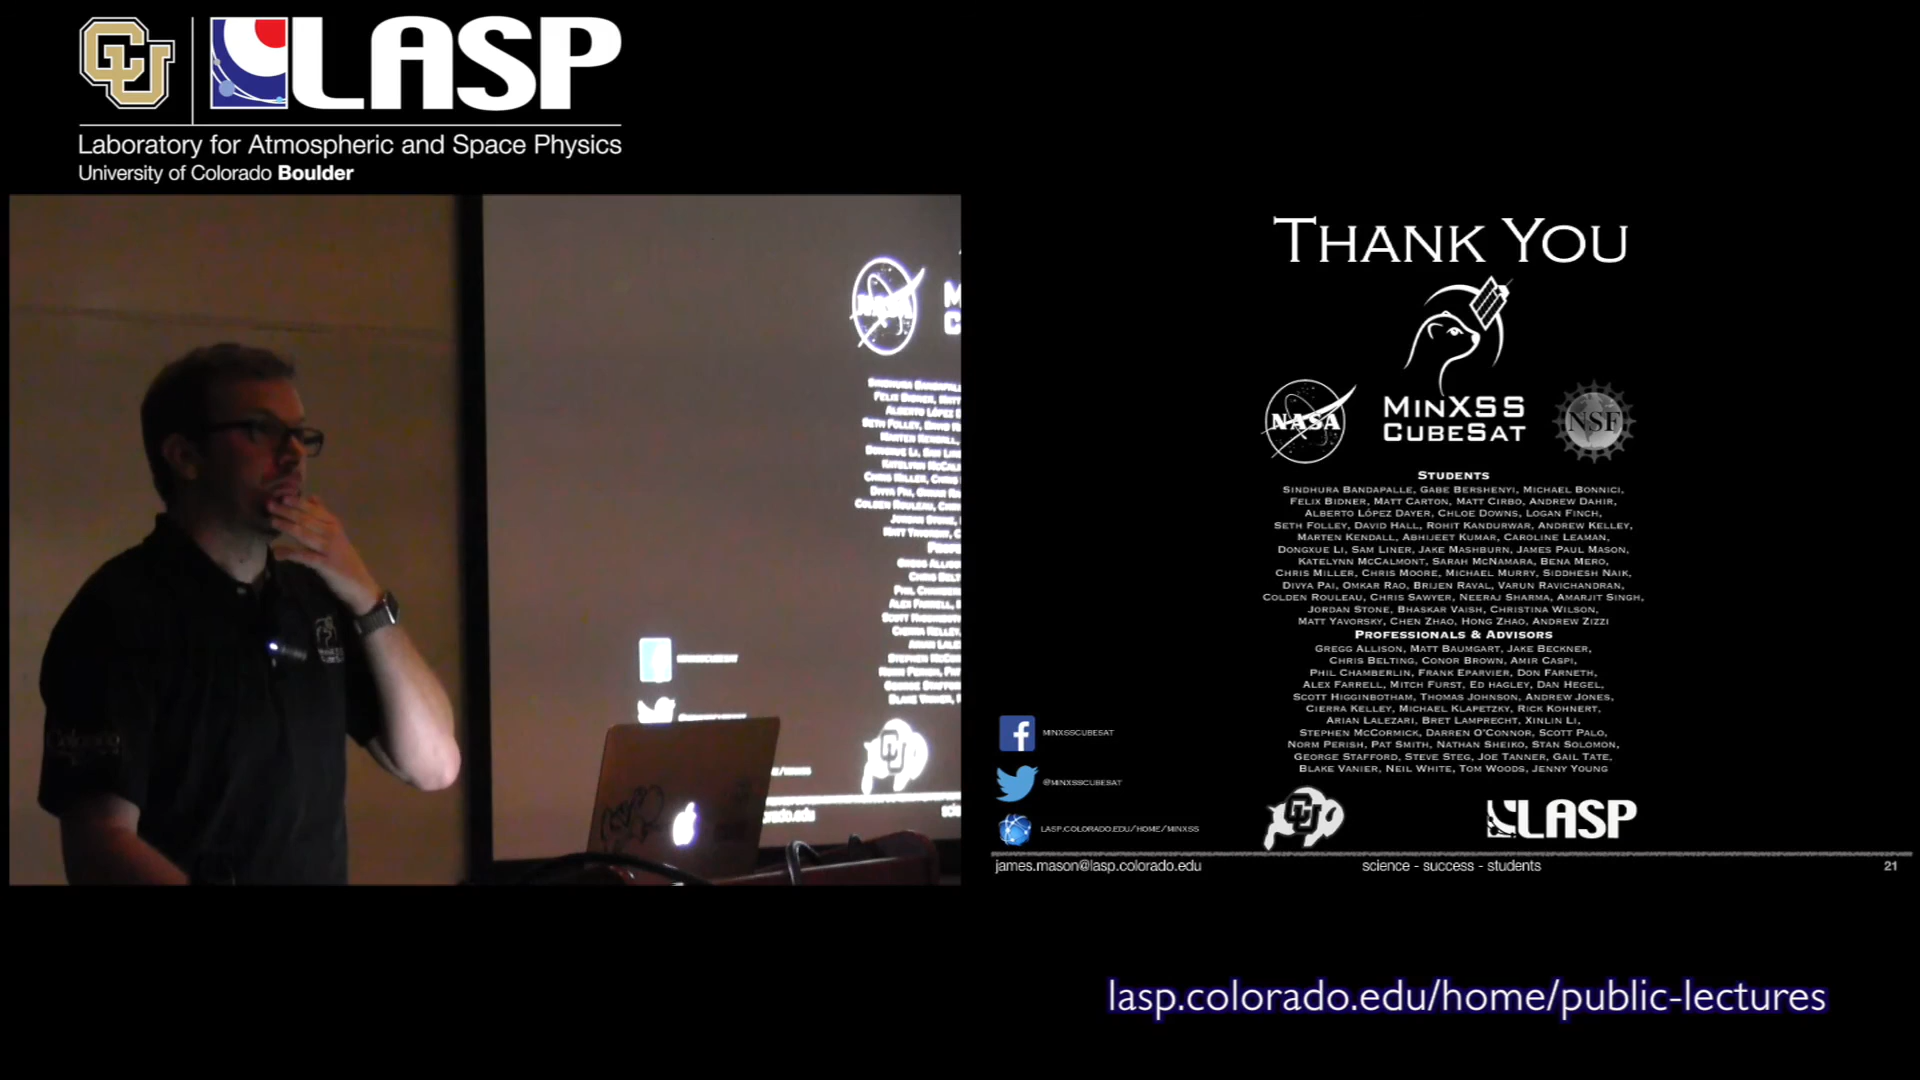 CU
LASP
Laboratory for Atmospheric and Space Physics
University of Colorado Boulder
NASA
MINXSSCUBESAT
THANK YOU
NASA
MINXSS
CUBESAT
NSF
STUDENTS
SINDHURA BANDAPALLE, GABE BERSHENYI, MICHAEL BONNICI,
FELIX BIDNER, MATT CARTON, MATT CIRBO, ANDREW DAHIR,
ALBERTO LÓPEZ DAYER, CHLOE DOWNS, LOGAN FINCH,
SETH FOLLEY, DAVID HALL, ROHIT KANDURWAR, ANDREW KELLEY,
MARTEN KENDALL, ABHIJEET KUMAR, CAROLINE LEAMAN,
DONGXUE LI, SAM LINER, JAKE MASHBURN, JAMES PAUL MASON,
KATELYNN MCCALMONT, SARAH MCNAMARA, BENA MERO,
CHRIS MILLER, CHRIS MOORE, MICHAEL MURRY, SIDDHESH NAIK,
DIVYA PAI, OMKAR RAO, BRIJEN RAVAL, VARUN RAVICHANDRAN,
COLDEN ROULEAU, CHRIS SAWYER, NEERAJ SHARMA, AMARJIT SINGH,
JORDAN STONE, BHASKAR VAISH, CHRISTINA WILSON,
MATT YAVORSKY, CHEN ZHAO, HONG ZHAO, ANDREW ZIZZI
PROFESSIONALS & ADVISORS
GREGG ALLISON, MATT BAUMGART, JAKE BECKNER,
CHRIS BELTING, CONOR BROWN, AMIR CASPI,
PHIL CHAMBERLIN, FRANK EPARVIER, DON FARNETH,
ALEX FARRELL, MITCH FURST, ED HAGLEY, DAN HEGEL,
SCOTT HIGGINBOTHAM, THOMAS JOHNSON, ANDREW JONES,
CIERRA KELLEY, MICHAEL KLAPETZKY, RICK KOHNERT,
ARIAN LALEZARI, BRET LAMPRECHT, XINLIN LI,
STEPHEN MCCORMICK, DARREN O'CONNOR, SCOTT PALO,
NORM PERISH, PAT SMITH, NATHAN SHEIKO, STAN SOLOMON,
GEORGE STAFFORD, STEVE STEG, JOE TANNER, GAIL TATE,
BLAKE VANIER, NEIL WHITE, TOM WOODS, JENNY YOUNG
MINXSSCUBESAT
@MINXSSCUBESAT
LASP.COLORADO.EDU/HOME/MINXSS
CU
LASP
james.mason@lasp.colorado.edu
science - success - students
21
lasp.colorado.edu/home/public-lectures